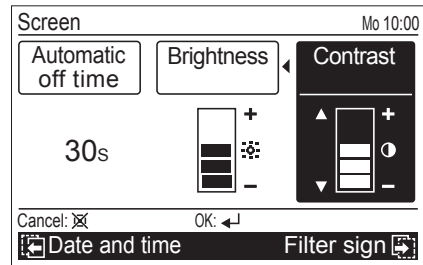 Screen Mo 10:00
Automatic off time
Brightness
Contrast
30s
+ +
- -
Cancel: OK:
Date and time Filter sign